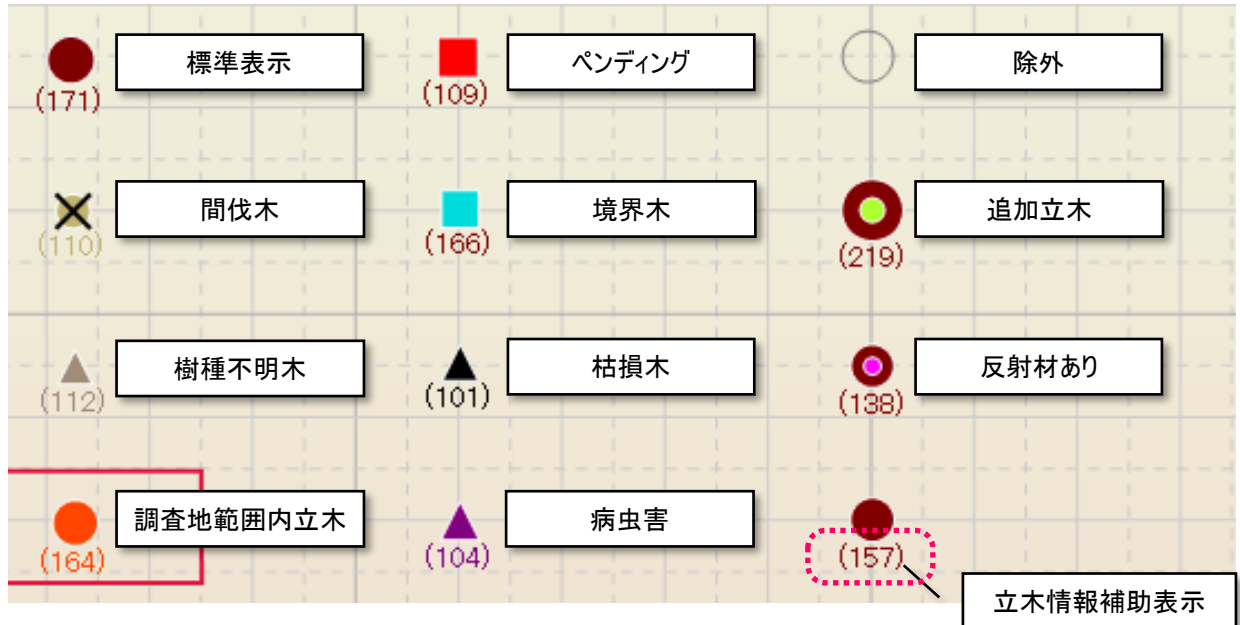 標準表示
ペンディング
除外
(171)
(109)
間伐木
境界木
追加立木
(110)
(166)
(219)
樹種不明木
枯損木
反射材あり
(112)
(101)
(138)
調査地範囲内立木
病虫害
(164)
(104)
(157)
立木情報補助表示